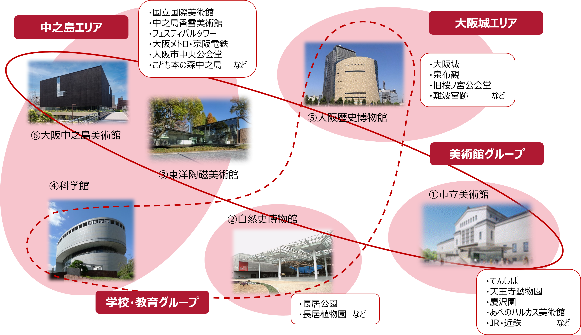 中之島エリア
・国立国際美術館
・中之島香雪美術館
・フェスティバルタワー
・大阪メトロ・京阪電鉄
・大阪市中央公会堂
・こども本の森中之島　など
大阪城エリア
・大阪城
・泉布観
・旧桜ノ宮公会堂
・難波宮跡　など
⑥大阪中之島美術館
③東洋陶磁美術館
⑤大阪歴史博物館
美術館グループ
④科学館
②自然史博物館
①市立美術館
学校・教育グループ
・長居公園
・長居植物園　など
・てんしば
・天王寺動物園
・慶沢園
・あべのハルカス美術館
・JR・近鉄　など